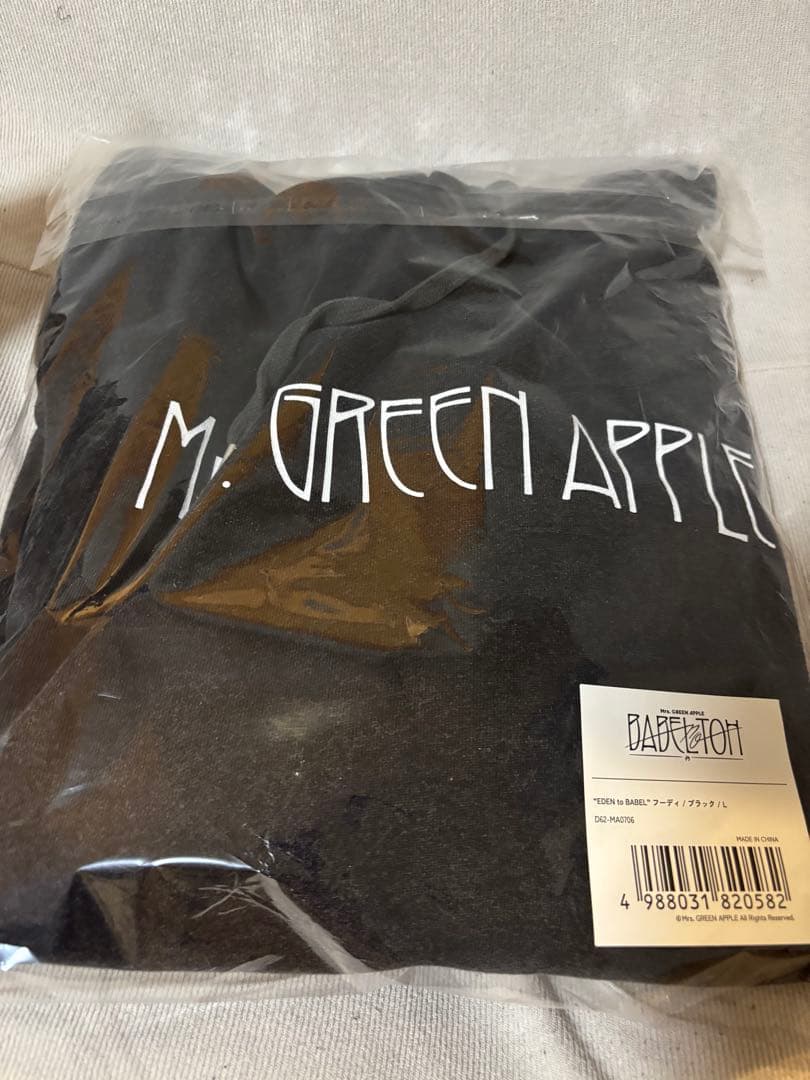 Mr. GREEN APPLE
Mrs. GREEN APPLE
BABEL no TOH
"EDEN to BABEL" フーディ / ブラック / L
D62-MA0706
MADE IN CHINA
4 988031 820582
© Mrs. GREEN APPLE All Rights Reserved.